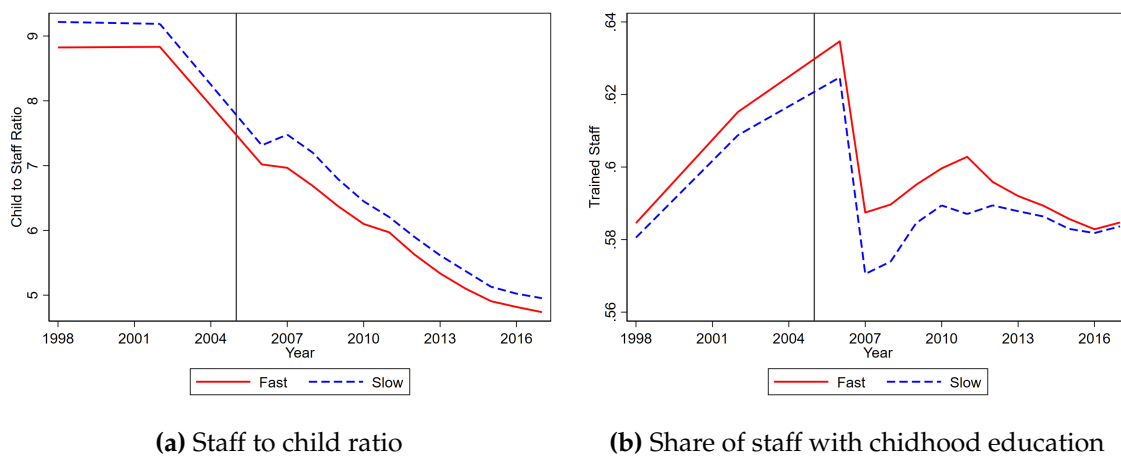 Child to Staff Ratio
9
8
7
6
5
1998 2001 2004 2007 2010 2013 2016
Year
Fast Slow
(a) Staff to child ratio
Trained Staff
.64
.62
.6
.58
.56
1998 2001 2004 2007 2010 2013 2016
Year
Fast Slow
(b) Share of staff with chidhood education